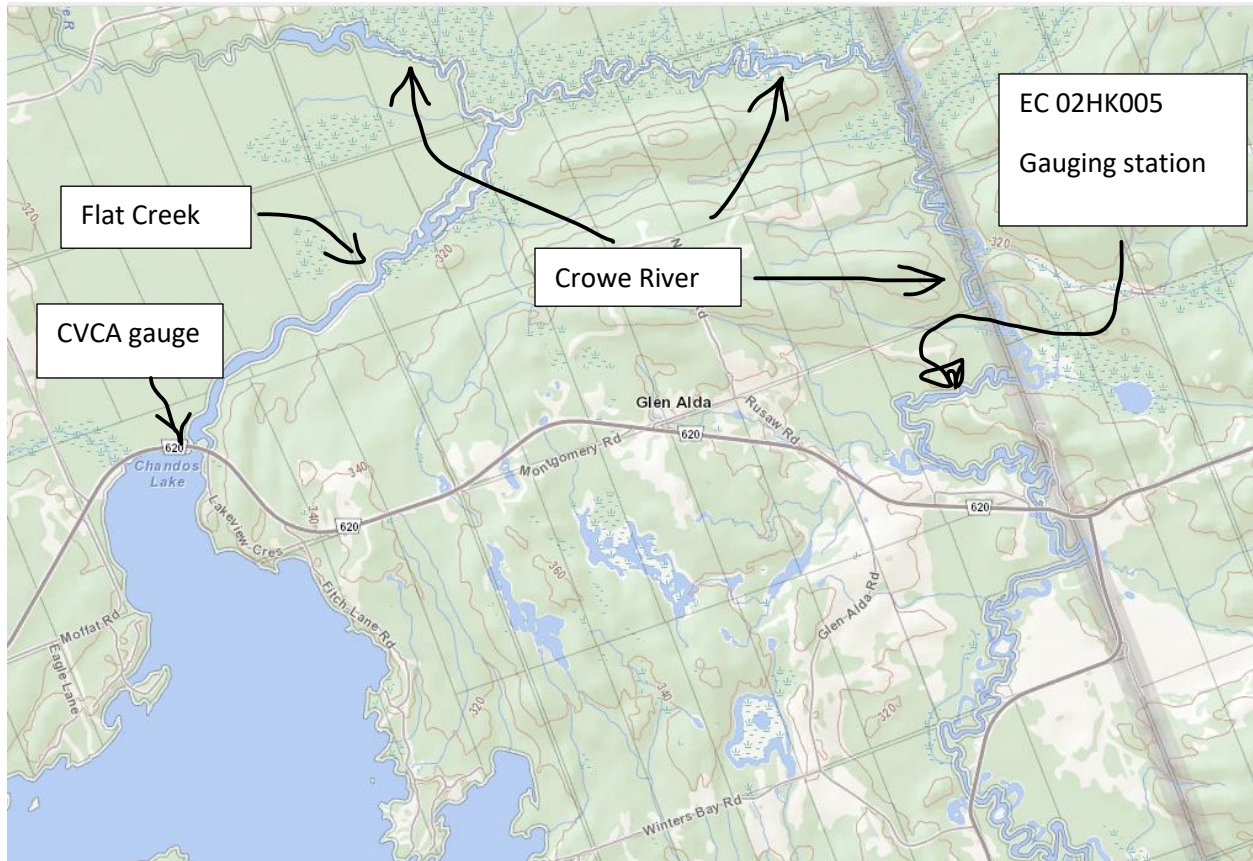 e R
EC 02HK005
Gauging station
320
Flat Creek
320
320
Crowe River
N
d
CVCA gauge
Glen Alda
Rusaw Rd
620
620
Montgomery Rd
Chandos
Lake
340
340
620
620
Lakeview-Cres
360
Fitch-Lane Rd
Glen-Alda-Rd
Moffat Rd
Eagle Lane
320
340
320
Winters Bay Rd